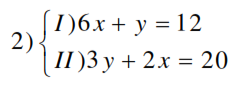 2) { I)6x + y = 12
II)3y + 2x = 20